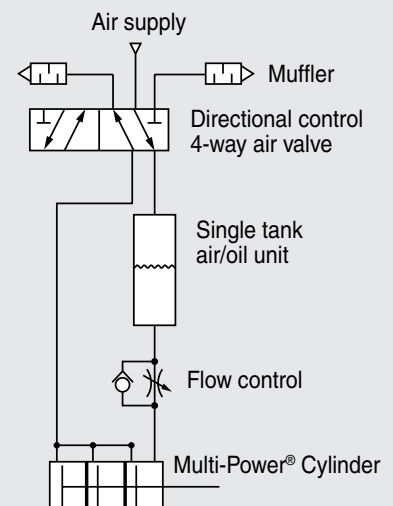 Air supply
Muffler
Directional control
4-way air valve
Single tank
air/oil unit
Flow control
Multi-Power® Cylinder